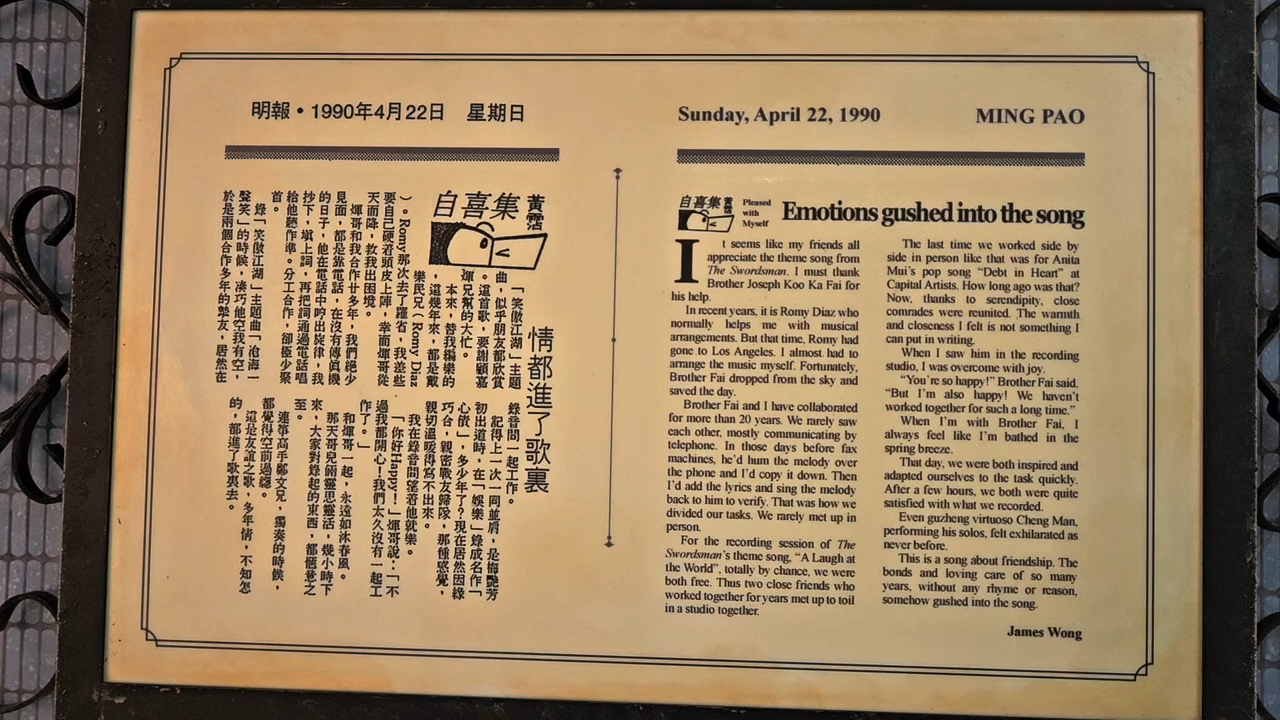 明報•1990年4月22日 星期日
自喜集 黃霑
情都進了歌裏
「笑傲江湖」主題
曲，似乎朋友都欣賞
。這首歌，要謝顧嘉
煇兄幫的大忙。
本來，替我編樂的
，這幾年來，都是戴
樂民兄（Romy Diaz
）。Romy那次去了羅省，我差些
要自己硬着頭皮上陣，幸而煇哥從
天而降，救我出困境。
煇哥和我合作廿多年，我們絕少
見面，都是靠電話，在沒有傳眞機
的日子，他在電話中吟出旋律，我
抄下，塡上詞，再把詞通過電話唱
給他聽作準。分工合作，卻極少聚
首。
錄「笑傲江湖」主題曲「滄海一
聲笑」的時候，湊巧他空我有空，
於是兩個合作多年的摯友，居然在
錄音間一起工作。
記得上一次一同並肩，是梅艷芳
初出道時，在「娛樂」錄成名作「
心債」，多少年了？現在居然因緣
巧合，親密戰友歸隊，那種感覺，
親切溫暖得寫不出來。
我在錄音間望着他就樂。
「你好Happy！」煇哥說：「不
過我都開心！我們太久沒有一起工
作了。」
和煇哥一起，永遠如沐春風。
那天哥兒倆靈思靈活，幾小時下
來，大家對錄起的東西，都愜意之
至。
連箏高手鄭文兄，獨奏的時候，
都覺得空前過癮。
這是友誼之歌，多年情，不知怎
的，都進了歌裏去。
Sunday, April 22, 1990 MING PAO
自喜集 黃霑
Pleased
with
Myself
Emotions gushed into the song
It seems like my friends all
appreciate the theme song from
The Swordsman. I must thank
Brother Joseph Koo Ka Fai for
his help.
In recent years, it is Romy Diaz who
normally helps me with musical
arrangements. But that time, Romy had
gone to Los Angeles. I almost had to
arrange the music myself. Fortunately,
Brother Fai dropped from the sky and
saved the day.
Brother Fai and I have collaborated
for more than 20 years. We rarely saw
each other, mostly communicating by
telephone. In those days before fax
machines, he'd hum the melody over
the phone and I'd copy it down. Then
I'd add the lyrics and sing the melody
back to him to verify. That was how we
divided our tasks. We rarely met up in
person.
For the recording session of The
Swordsman's theme song, “A Laugh at
the World”, totally by chance, we were
both free. Thus two close friends who
worked together for years met up to toil
in a studio together.
The last time we worked side by
side in person like that was for Anita
Mui's pop song “Debt in Heart” at
Capital Artists. How long ago was that?
Now, thanks to serendipity, close
comrades were reunited. The warmth
and closeness I felt is not something I
can put in writing.
When I saw him in the recording
studio, I was overcome with joy.
“You're so happy!” Brother Fai said.
“But I'm also happy! We haven't
worked together for such a long time.”
When I'm with Brother Fai, I
always feel like I'm bathed in the
spring breeze.
That day, we were both inspired and
adapted ourselves to the task quickly.
After a few hours, we both were quite
satisfied with what we recorded.
Even guzheng virtuoso Cheng Man,
performing his solos, felt exhilarated as
never before.
This is a song about friendship. The
bonds and loving care of so many
years, without any rhyme or reason,
somehow gushed into the song.
James Wong